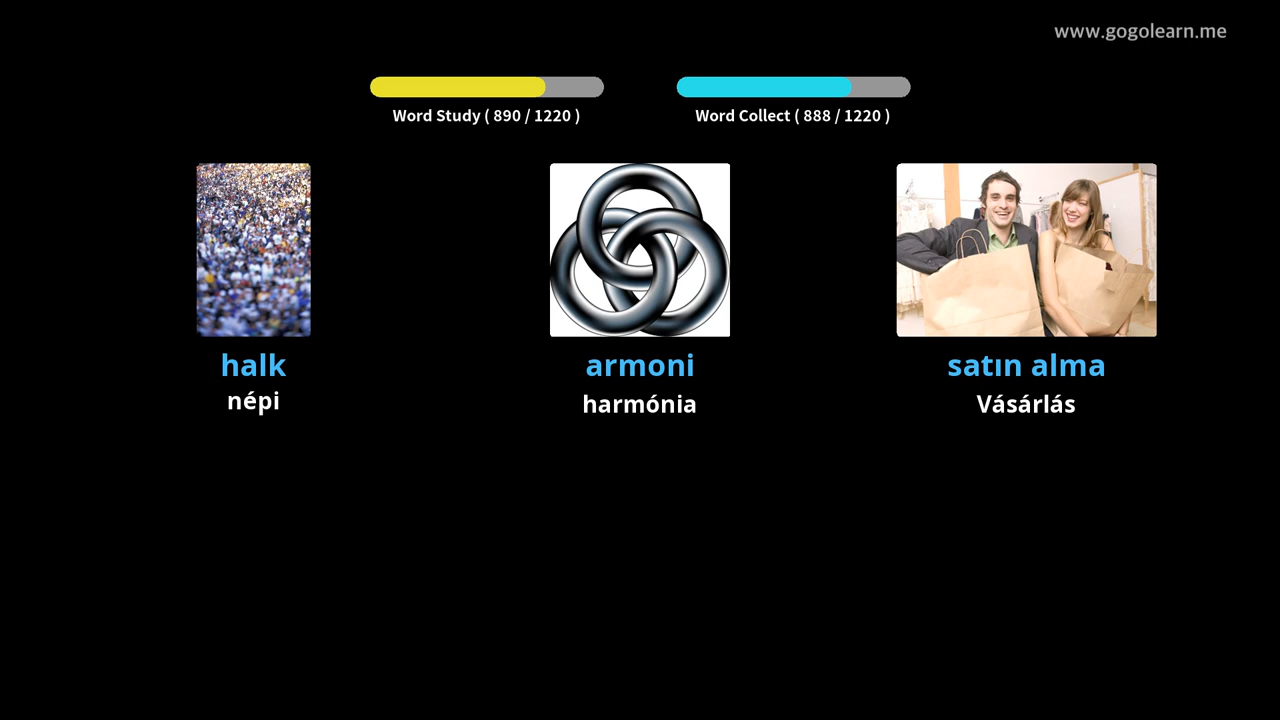 www.gogolearn.me
Word Study ( 890 / 1220 )
Word Collect ( 888 / 1220 )
halk
népi
armoni
harmónia
satın alma
Vásárlás